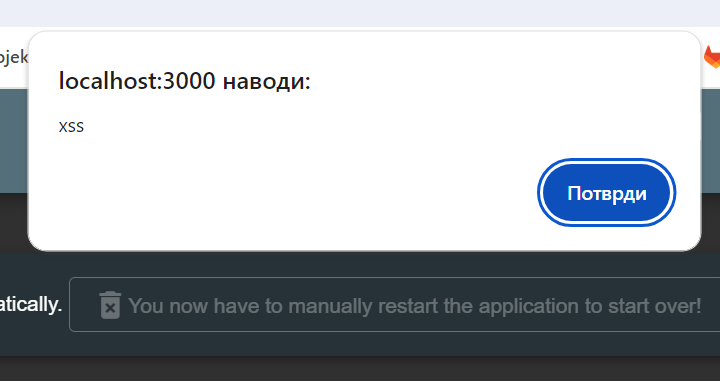 ojek
localhost:3000 наводи:
xss
Потврди
atically.
You now have to manually restart the application to start over!